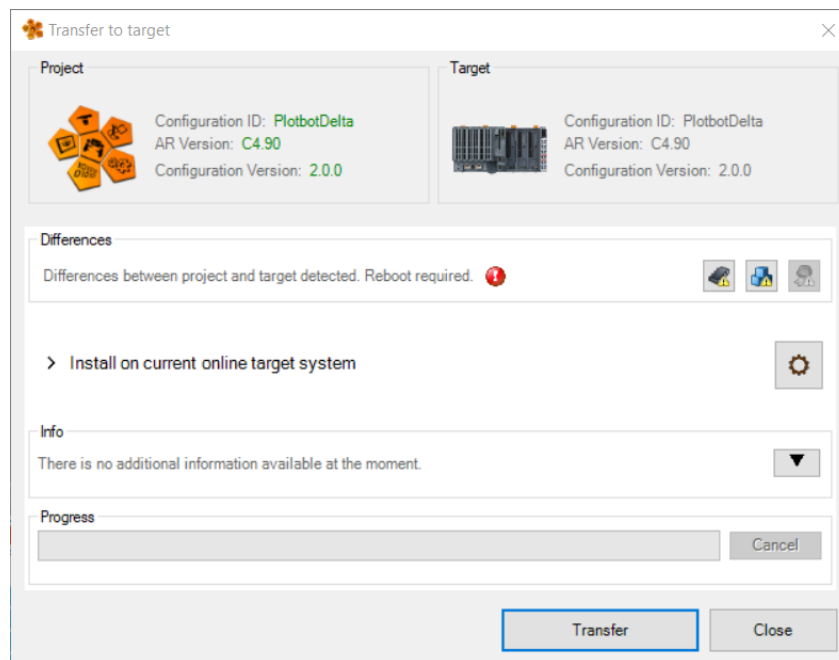 Transfer to target
Project
Configuration ID: PlotbotDelta
AR Version: C4.90
Configuration Version: 2.0.0
Target
Configuration ID: PlotbotDelta
AR Version: C4.90
Configuration Version: 2.0.0
Differences
Differences between project and target detected. Reboot required.
Install on current online target system
Info
There is no additional information available at the moment.
Progress
Cancel
Transfer
Close